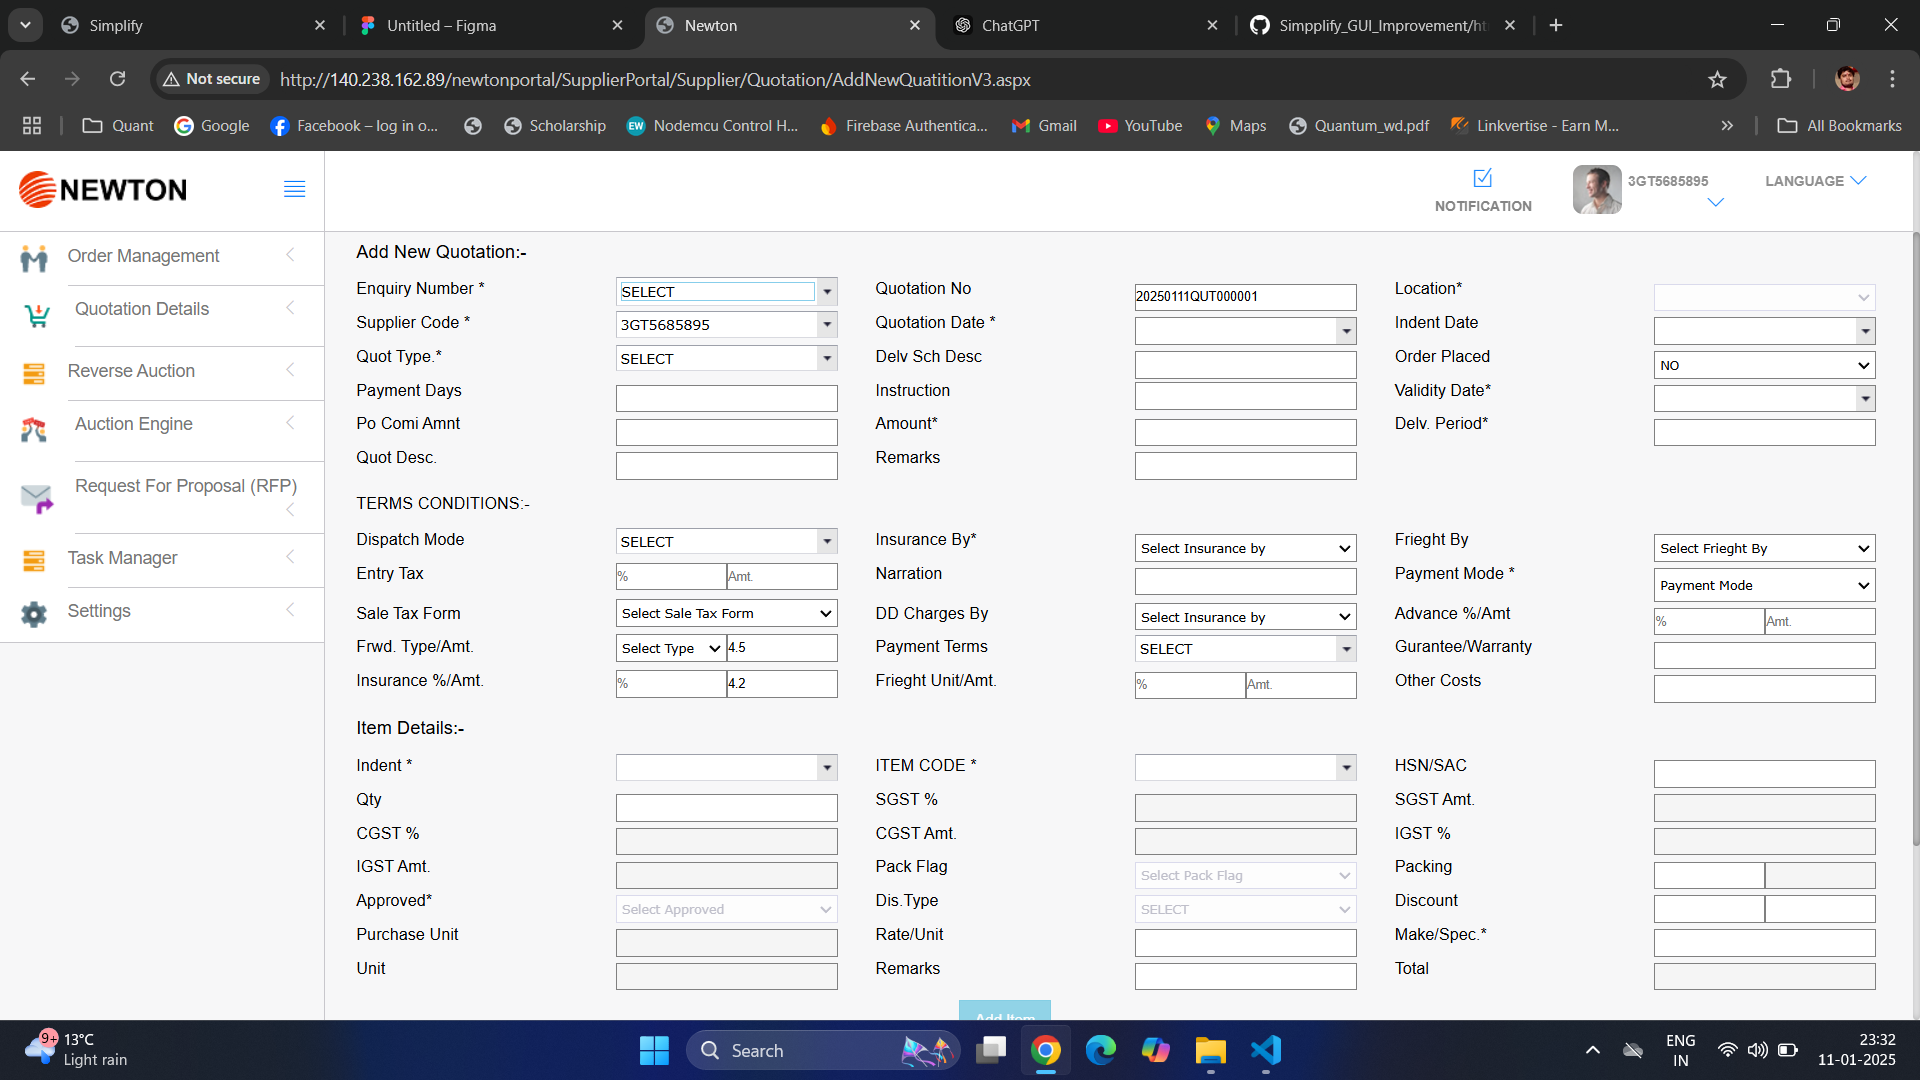 Simplify
Untitled – Figma
Newton
ChatGPT
Simpplify_GUI_Improvement/ht
Not secure
http://140.238.162.89/newtonportal/SupplierPortal/Supplier/Quotation/AddNewQuatitionV3.aspx
Quant
Google
Facebook – log in o...
Scholarship
EW
Nodemcu Control H...
Firebase Authentica...
Gmail
YouTube
Maps
Quantum_wd.pdf
Linkvertise - Earn M...
All Bookmarks
NEWTON
NOTIFICATION
3GT5685895
LANGUAGE
Order Management
Quotation Details
Reverse Auction
Auction Engine
Request For Proposal (RFP)
Task Manager
Settings
Add New Quotation:-
Enquiry Number * SELECT Quotation No 20250111QUT000001 Location*
Supplier Code * 3GT5685895 Quotation Date * Indent Date
Quot Type.* SELECT Delv Sch Desc Order Placed NO
Payment Days Instruction Validity Date*
Po Comi Amnt Amount* Delv. Period*
Quot Desc. Remarks
TERMS CONDITIONS:-
Dispatch Mode SELECT Insurance By* Select Insurance by Frieght By Select Frieght By
Entry Tax % Amt. Narration Payment Mode * Payment Mode
Sale Tax Form Select Sale Tax Form DD Charges By Select Insurance by Advance %/Amt % Amt.
Frwd. Type/Amt. Select Type 4.5 Payment Terms SELECT Gurantee/Warranty
Insurance %/Amt. % 4.2 Frieght Unit/Amt. % Amt. Other Costs
Item Details:-
Indent * ITEM CODE * HSN/SAC
Qty SGST % SGST Amt.
CGST % CGST Amt. IGST %
IGST Amt. Pack Flag Select Pack Flag Packing
Approved* Select Approved Dis.Type SELECT Discount
Purchase Unit Rate/Unit Make/Spec.*
Unit Remarks Total
Add Item
9+
13°C
Light rain
Search
ENG
IN
23:32
11-01-2025